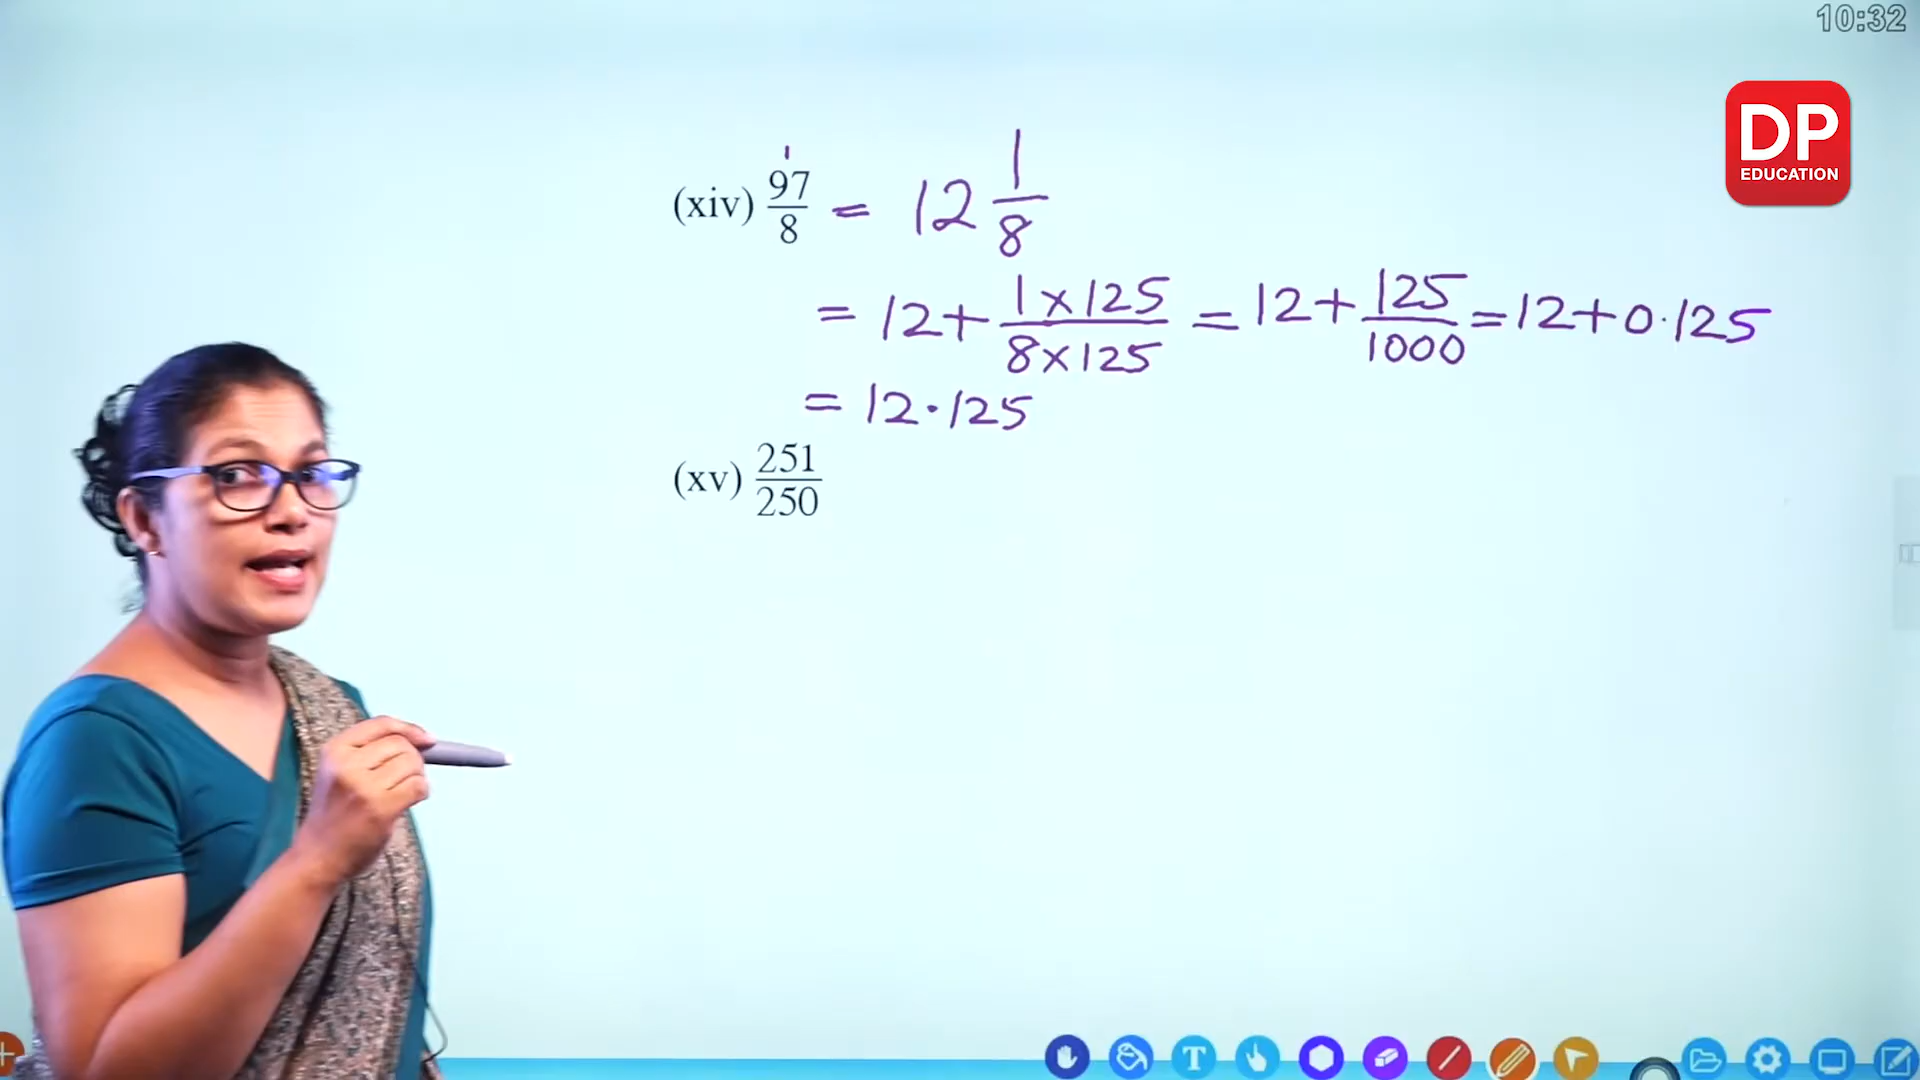 10:32
DP
EDUCATION
(xiv) 97/8 = 12 1/8
= 12 + 1 x 125 / 8 x 125 = 12 + 125/1000 = 12 + 0.125
= 12.125
(xv) 251/250